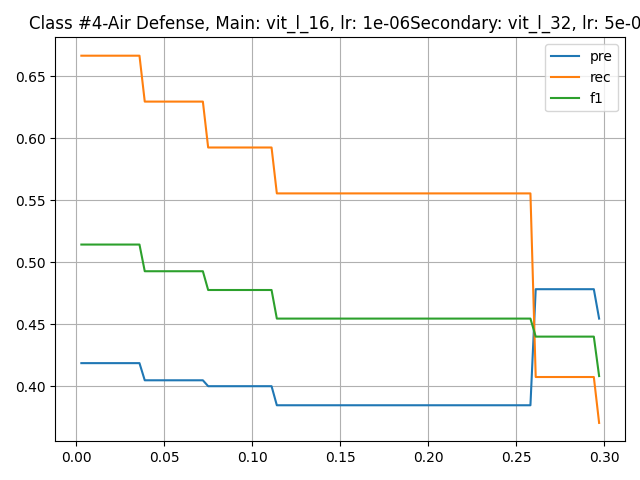 Class #4-Air Defense, Main: vit_l_16, lr: 1e-06Secondary: vit_l_32, lr: 5e-0
pre
rec
f1
0.65
0.60
0.55
0.50
0.45
0.40
0.00 0.05 0.10 0.15 0.20 0.25 0.30